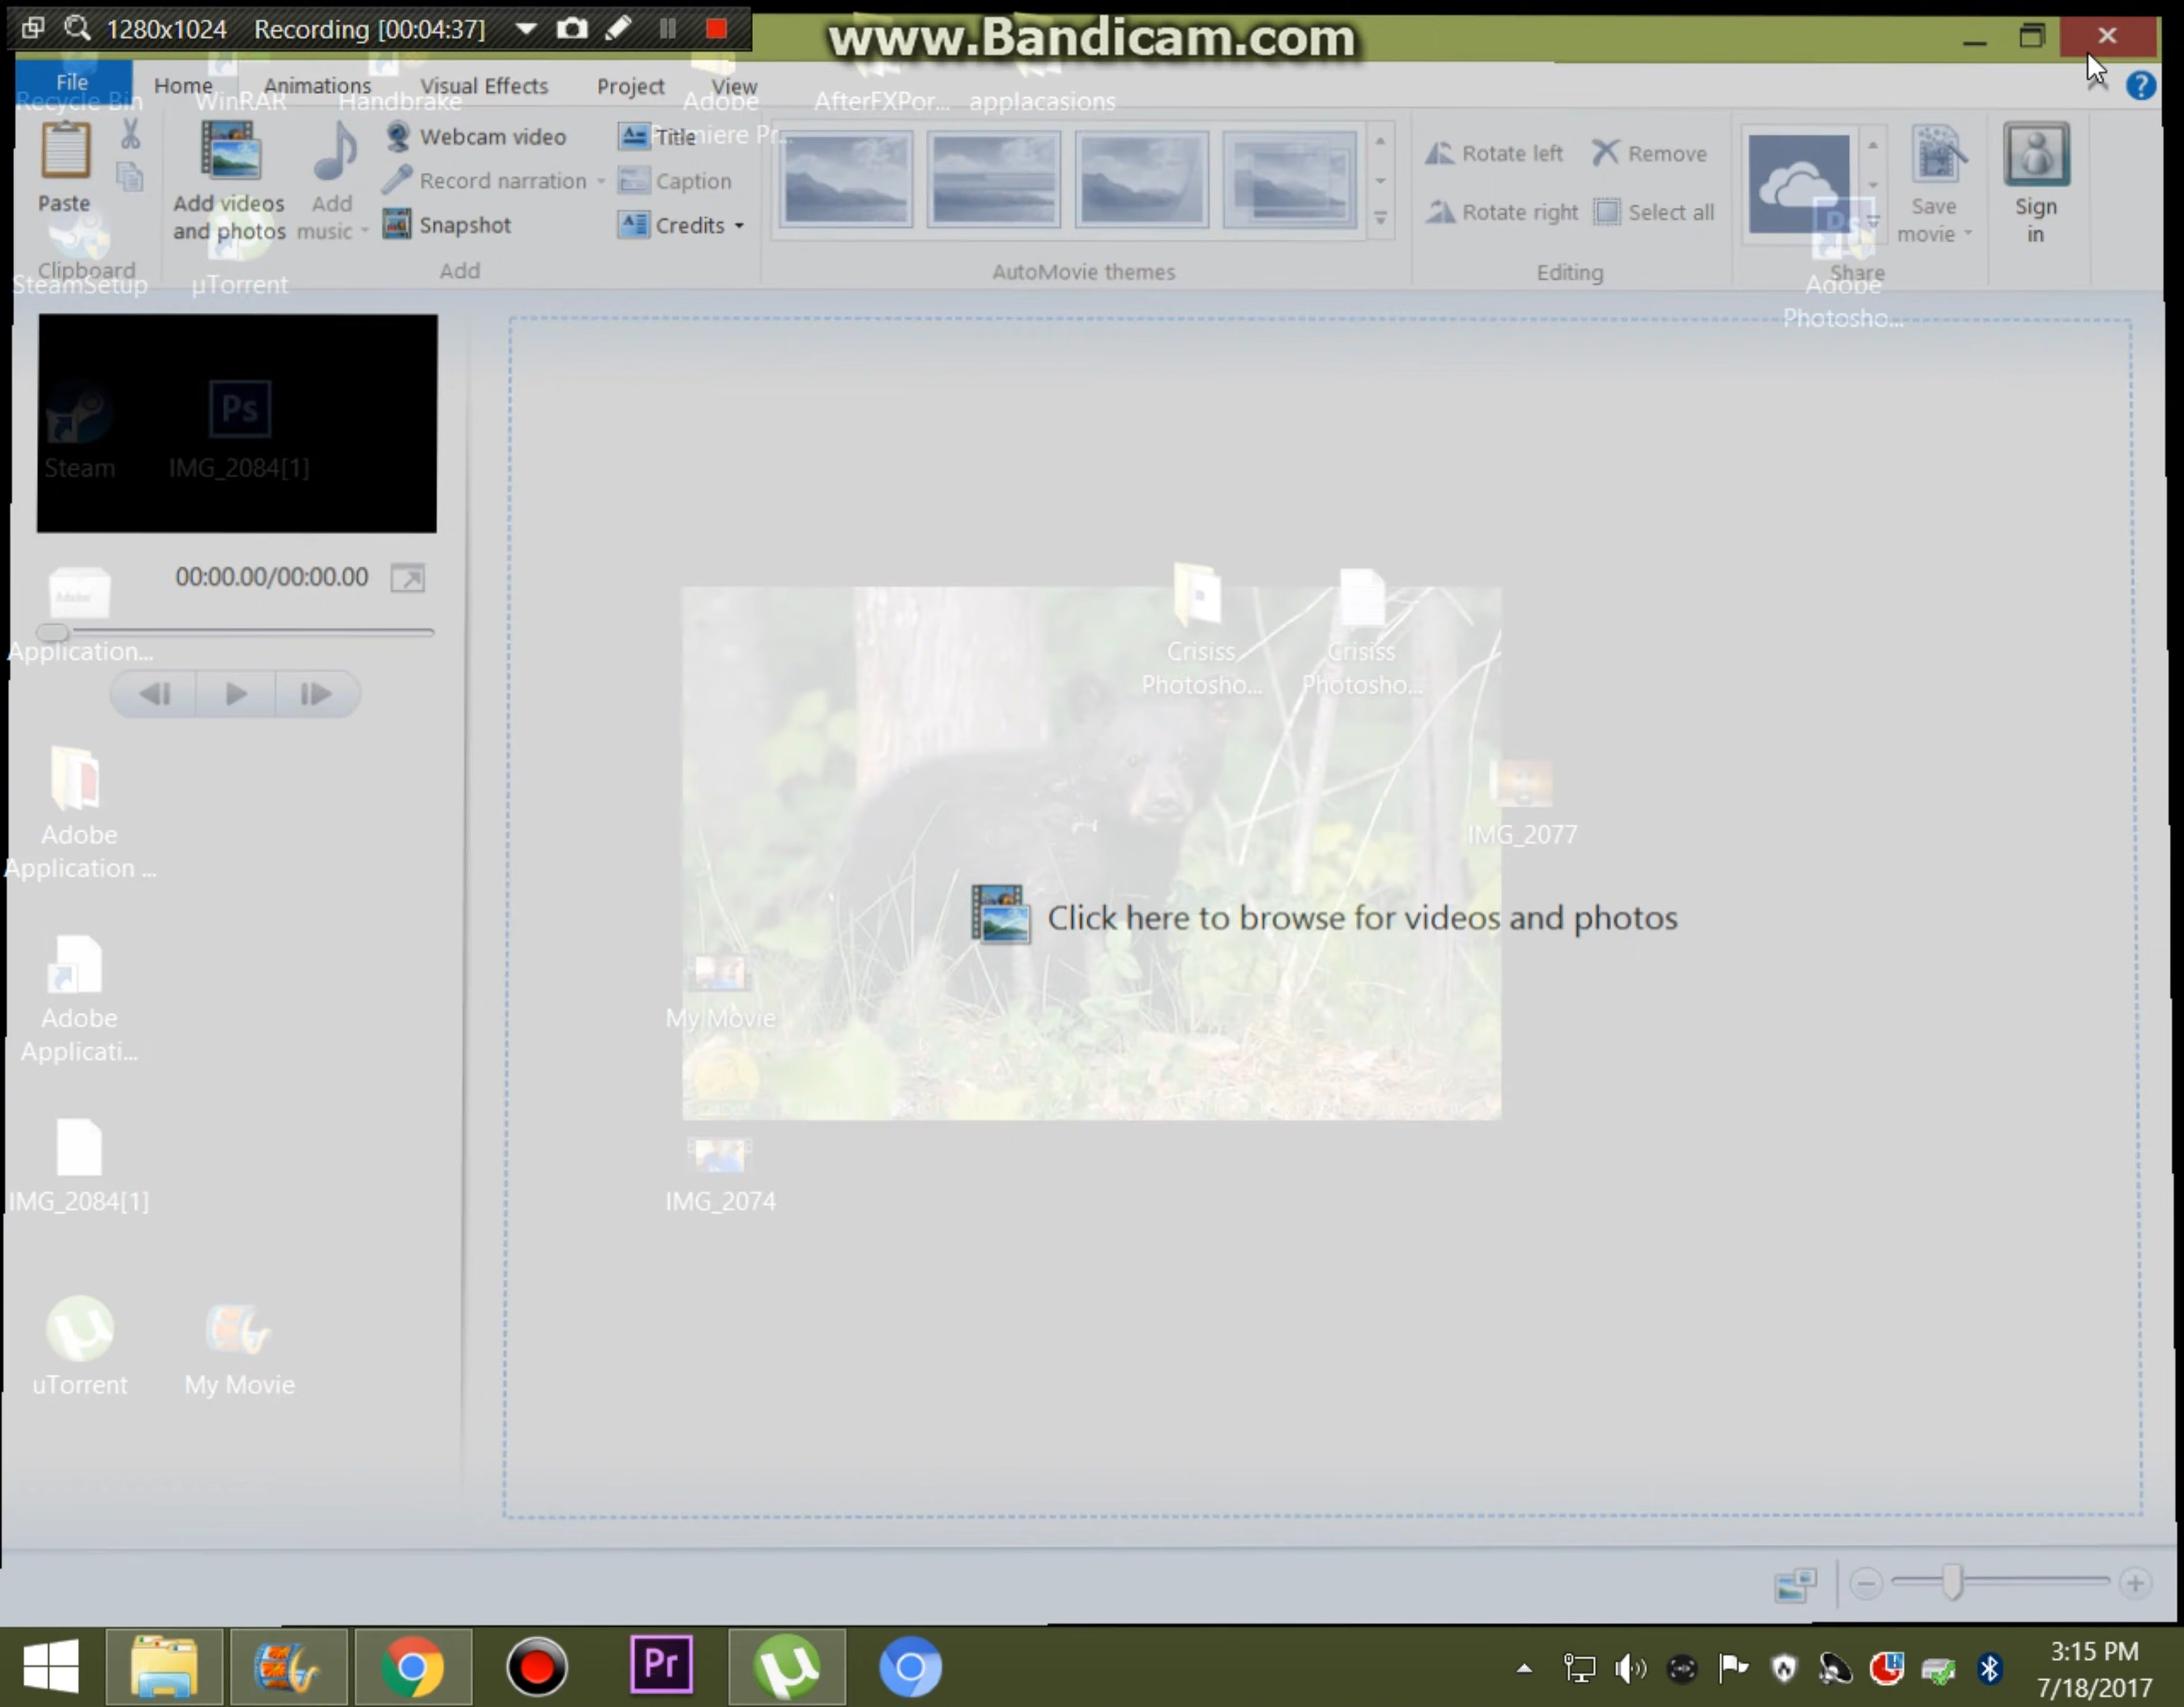 1280x1024 Recording [00:04:37]
www.Bandicam.com
File Home Animations Visual Effects Project View
Recycle Bin WinRAR Handbrake Adobe Premiere Pr... AfterFXPor... applacasions
Paste
Add videos and photos
Add music
Webcam video
Record narration
Snapshot
Title
Caption
Credits
Rotate left
Rotate right
Remove
Select all
Save movie
Sign in
Clipboard Add AutoMovie themes Editing Share
SteamSetup µTorrent
Adobe
Photosho...
Ps
Steam IMG_2084[1]
00:00.00/00:00.00
Application...
Crisiss
Photosho...
Crisiss
Photosho...
Adobe
Application ...
IMG_2077
Click here to browse for videos and photos
My Movie
Adobe
Applicati...
IMG_2084[1]
IMG_2074
uTorrent My Movie
Pr
3:15 PM
7/18/2017